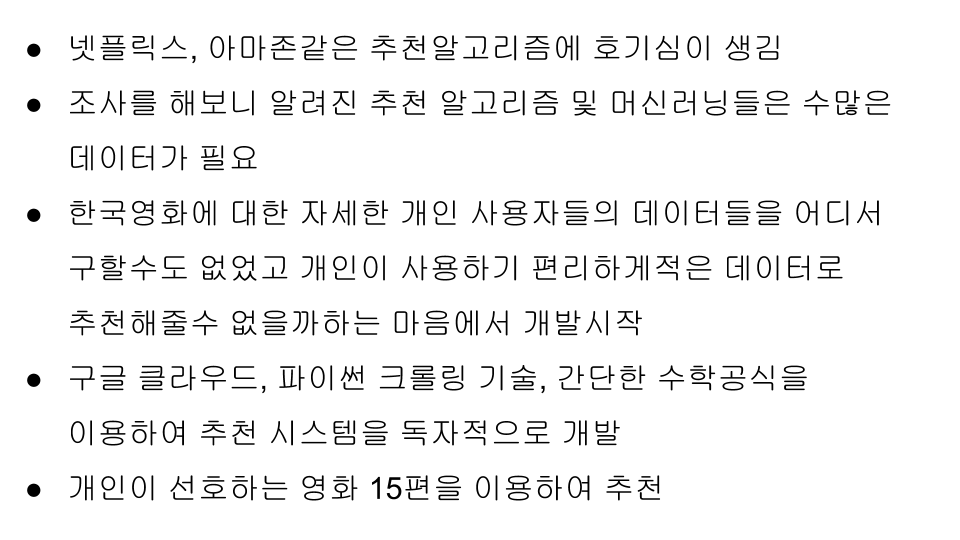 ● 넷플릭스, 아마존같은 추천알고리즘에 호기심이 생김
● 조사를 해보니 알려진 추천 알고리즘 및 머신러닝들은 수많은
데이터가 필요
● 한국영화에 대한 자세한 개인 사용자들의 데이터들을 어디서
구할수도 없었고 개인이 사용하기 편리하게적은 데이터로
추천해줄수 없을까하는 마음에서 개발시작
● 구글 클라우드, 파이썬 크롤링 기술, 간단한 수학공식을
이용하여 추천 시스템을 독자적으로 개발
● 개인이 선호하는 영화 15편을 이용하여 추천